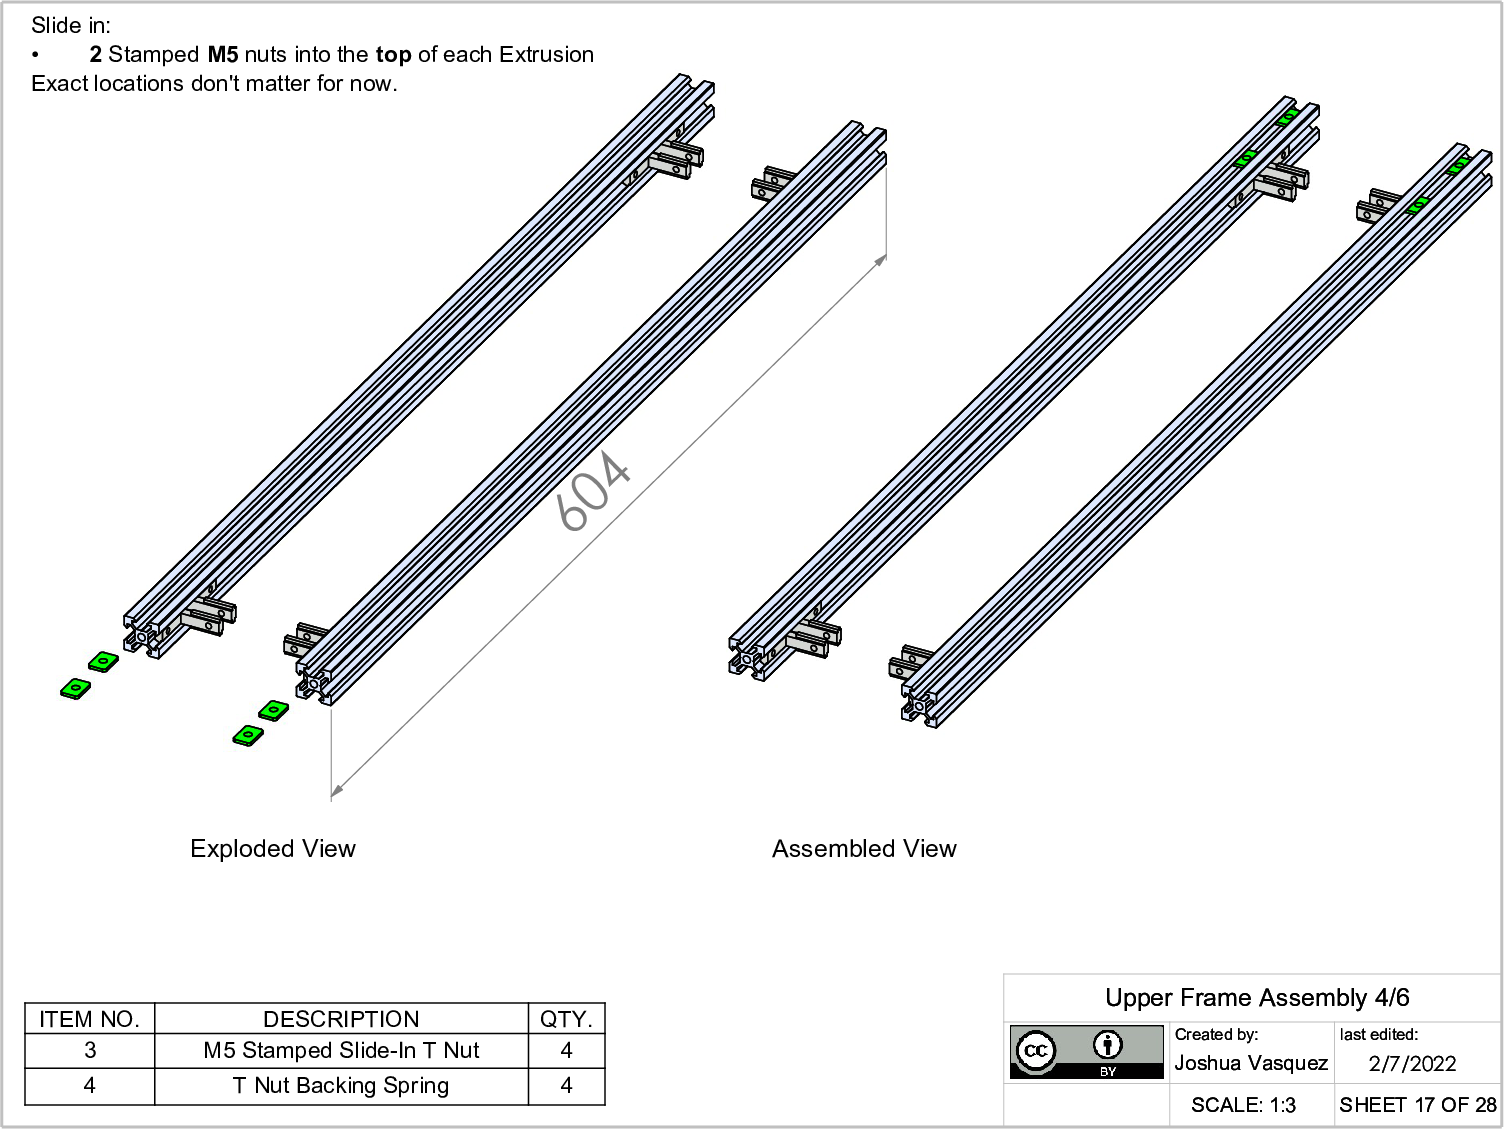 Slide in:
• 2 Stamped M5 nuts into the top of each Extrusion
Exact locations don't matter for now.
604
Exploded View
Assembled View
ITEM NO. DESCRIPTION QTY.
3 M5 Stamped Slide-In T Nut 4
4 T Nut Backing Spring 4
Upper Frame Assembly 4/6
cc BY
Created by:
Joshua Vasquez
last edited:
2/7/2022
SCALE: 1:3
SHEET 17 OF 28